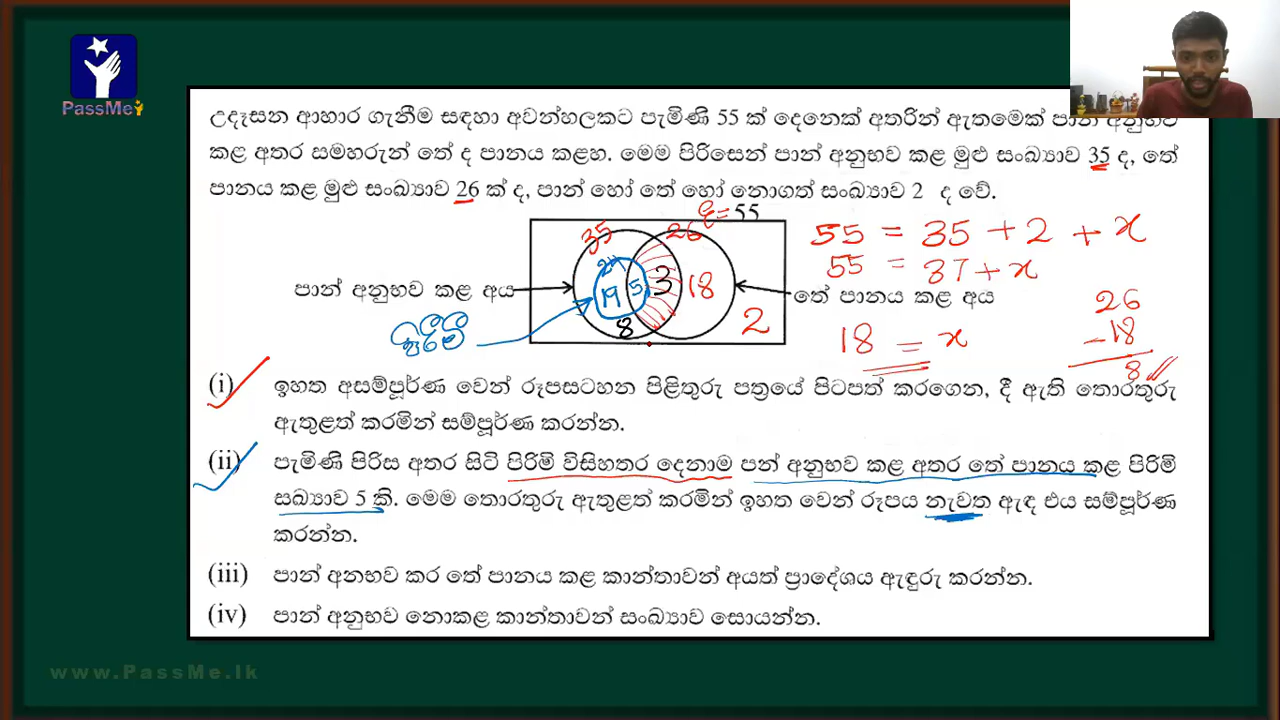 PassMe
උදෑසන ආහාර ගැනීම සඳහා අවන්හලකට පැමිණි 55 ක් දෙනෙක් අතරින් ඇතමෙක් පාන් අනුභව
කළ අතර සමහරුන් තේ ද පානය කළහ. මෙම පිරිසෙන් පාන් අනුභව කළ මුළු සංඛ්‍යාව 35 ද, තේ
පානය කළ මුළු සංඛ්‍යාව 26 ක් ද, පාන් හෝ තේ හෝ නොගත් සංඛ්‍යාව 2 ද වේ.
ε = 55
35
26
55 = 35 + 2 + x
55 = 37 + x
24
19
5
3
18
2
8
පාන් අනුභව කළ අය
තේ පානය කළ අය
පිරිමි
18 = x
26
-18
8
(i) ඉහත අසම්පූර්ණ වෙන් රූපසටහන පිළිතුරු පත්‍රයේ පිටපත් කරගෙන, දී ඇති තොරතුරු
ඇතුළත් කරමින් සම්පූර්ණ කරන්න.
(ii) පැමිණි පිරිස අතර සිටි පිරිමි විසිහතර දෙනාම පන් අනුභව කළ අතර තේ පානය කළ පිරිමි
සඛ්‍යාව 5 කි. මෙම තොරතුරු ඇතුළත් කරමින් ඉහත වෙන් රූපය නැවත ඇඳ එය සම්පූර්ණ
කරන්න.
(iii) පාන් අනභව කර තේ පානය කළ කාන්තාවන් අයත් ප්‍රාදේශය ඇඳුරු කරන්න.
(iv) පාන් අනුභව නොකළ කාන්තාවන් සංඛ්‍යාව සොයන්න.
www.PassMe.lk